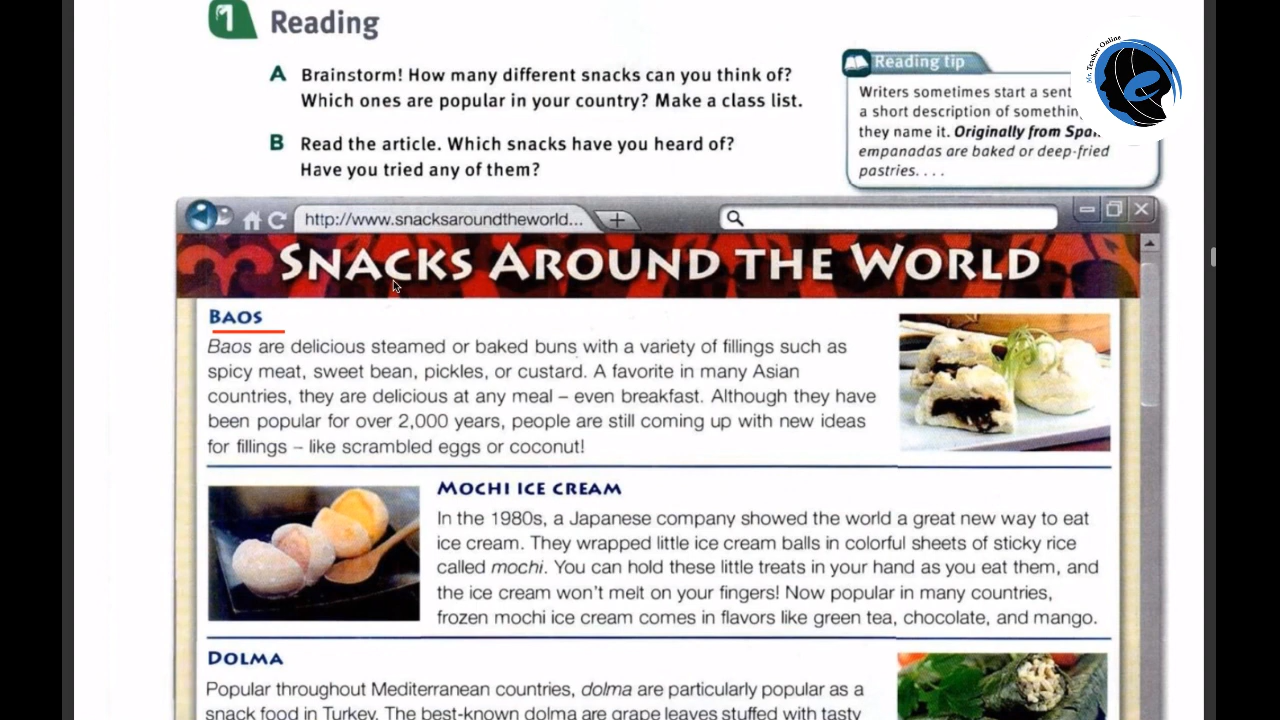 1 Reading
A Brainstorm! How many different snacks can you think of?
Which ones are popular in your country? Make a class list.
B Read the article. Which snacks have you heard of?
Have you tried any of them?
Reading tip
Writers sometimes start a sent
a short description of somethin
they name it. Originally from Spa
empanadas are baked or deep-fried
pastries. . . .
Mr. Teacher Online
http://www.snacksaroundtheworld...
SNACKS AROUND THE WORLD
BAOS
Baos are delicious steamed or baked buns with a variety of fillings such as
spicy meat, sweet bean, pickles, or custard. A favorite in many Asian
countries, they are delicious at any meal – even breakfast. Although they have
been popular for over 2,000 years, people are still coming up with new ideas
for fillings – like scrambled eggs or coconut!
MOCHI ICE CREAM
In the 1980s, a Japanese company showed the world a great new way to eat
ice cream. They wrapped little ice cream balls in colorful sheets of sticky rice
called mochi. You can hold these little treats in your hand as you eat them, and
the ice cream won't melt on your fingers! Now popular in many countries,
frozen mochi ice cream comes in flavors like green tea, chocolate, and mango.
DOLMA
Popular throughout Mediterranean countries, dolma are particularly popular as a
snack food in Turkey. The best-known dolma are grape leaves stuffed with tasty